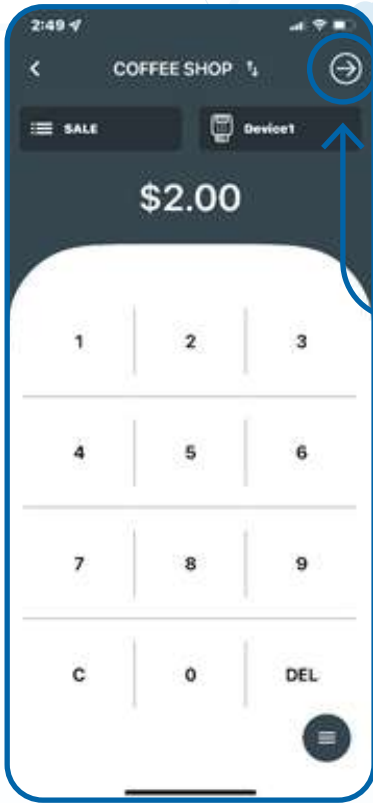 2:49
COFFEE SHOP
SALE
Device1
$2.00
1 2 3
4 5 6
7 8 9
C 0 DEL